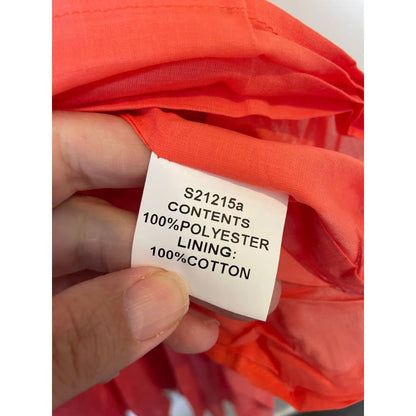 S21215a
CONTENTS
100%POLYESTER
LINING:
100%COTTON